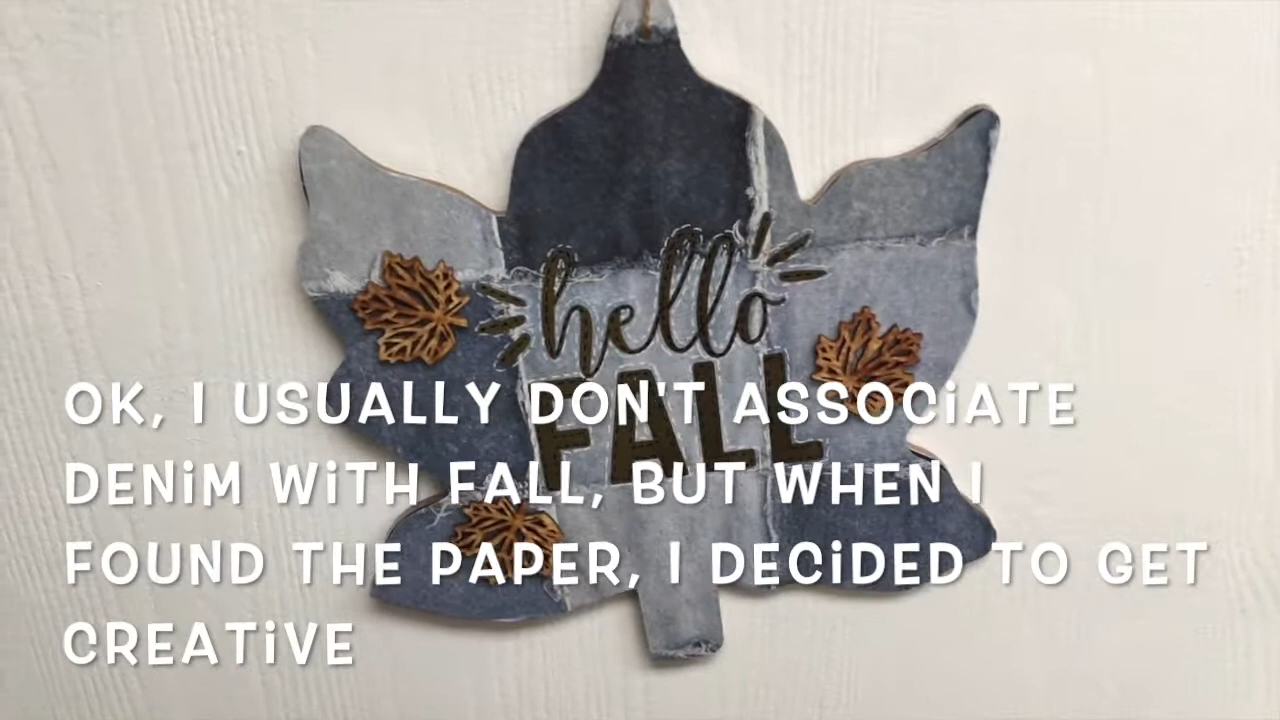 hello
FALL
OK, I USUALLY DON'T ASSOCiATE
DENiM WiTH FALL, BUT WHEN I
FOUND THE PAPER, I DECiDED TO GET
CREATiVE